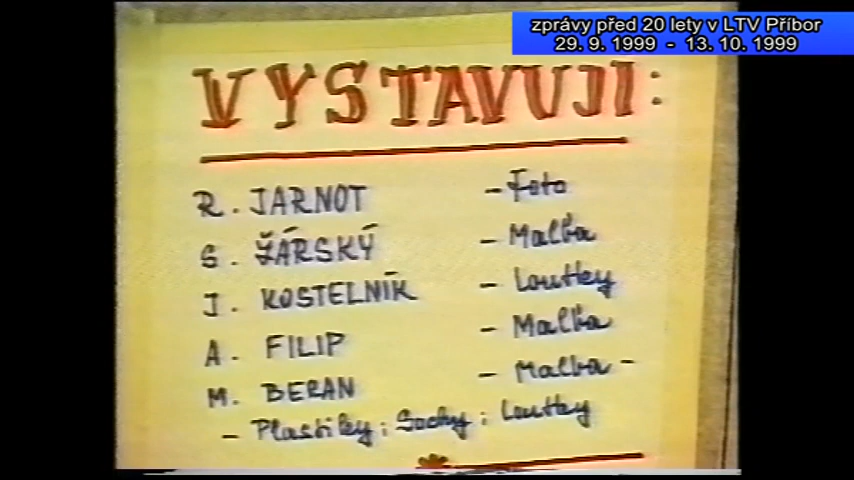 zprávy před 20 lety v LTV Příbor
29. 9. 1999 - 13. 10. 1999
VYSTAVUJI:
R. JARNOT - Foto
S. ŽÁRSKÝ - Malba
J. KOSTELNÍK - Loutky
A. FILIP - Malba
M. BERAN - Malba -
- Plastiky; Sochy; Loutky